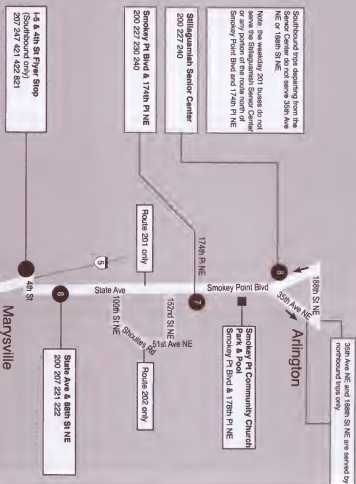 Southbound trips departing from the
Senior Center do not serve 35th Ave
NE or 188th St NE.
Note: the weekday 201 buses do not
serve the Stillaguamish Senior Center
or any portion of the route north of
Smokey Point Blvd and 174th Pl NE
35th Ave NE and 188th St NE are served by
northbound trips only
188th St NE
35th Ave NE
8
Arlington
Stillaguamish Senior Center
200 227 240
Smokey Point Blvd
Smokey Pt Community Church
Park & Pool
Smokey Pt Blvd & 178th Pl NE
Smokey Pt Blvd & 174th Pl NE
200 227 230 240
174th Pl NE
7
152nd St NE
51st Ave NE
Route 201 only
Route 202 only
Shoultes Rd
100th St NE
State Ave
5
6
State Ave & 88th St NE
200 207 221 222
4th St
I-5 & 4th St Flyer Stop
(Southbound only)
207 247 421 422 821
Marysville